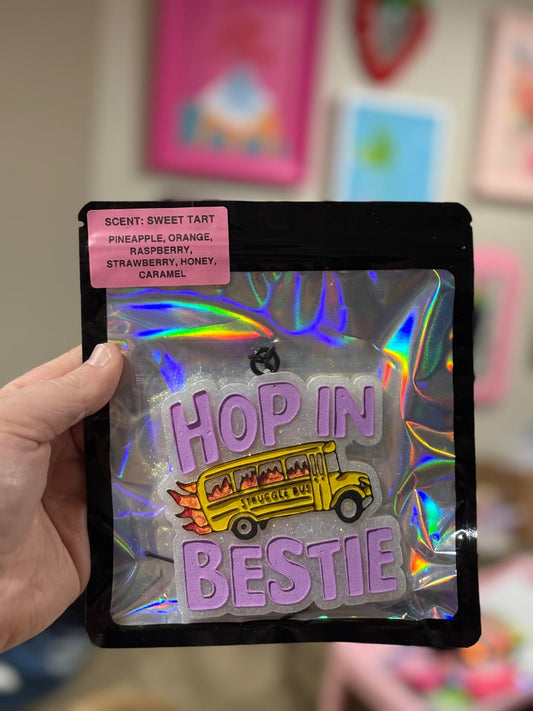 SCENT: SWEET TART
PINEAPPLE, ORANGE,
RASPBERRY,
STRAWBERRY, HONEY,
CARAMEL
HOP IN
STRUGGLE BUS
BESTIE